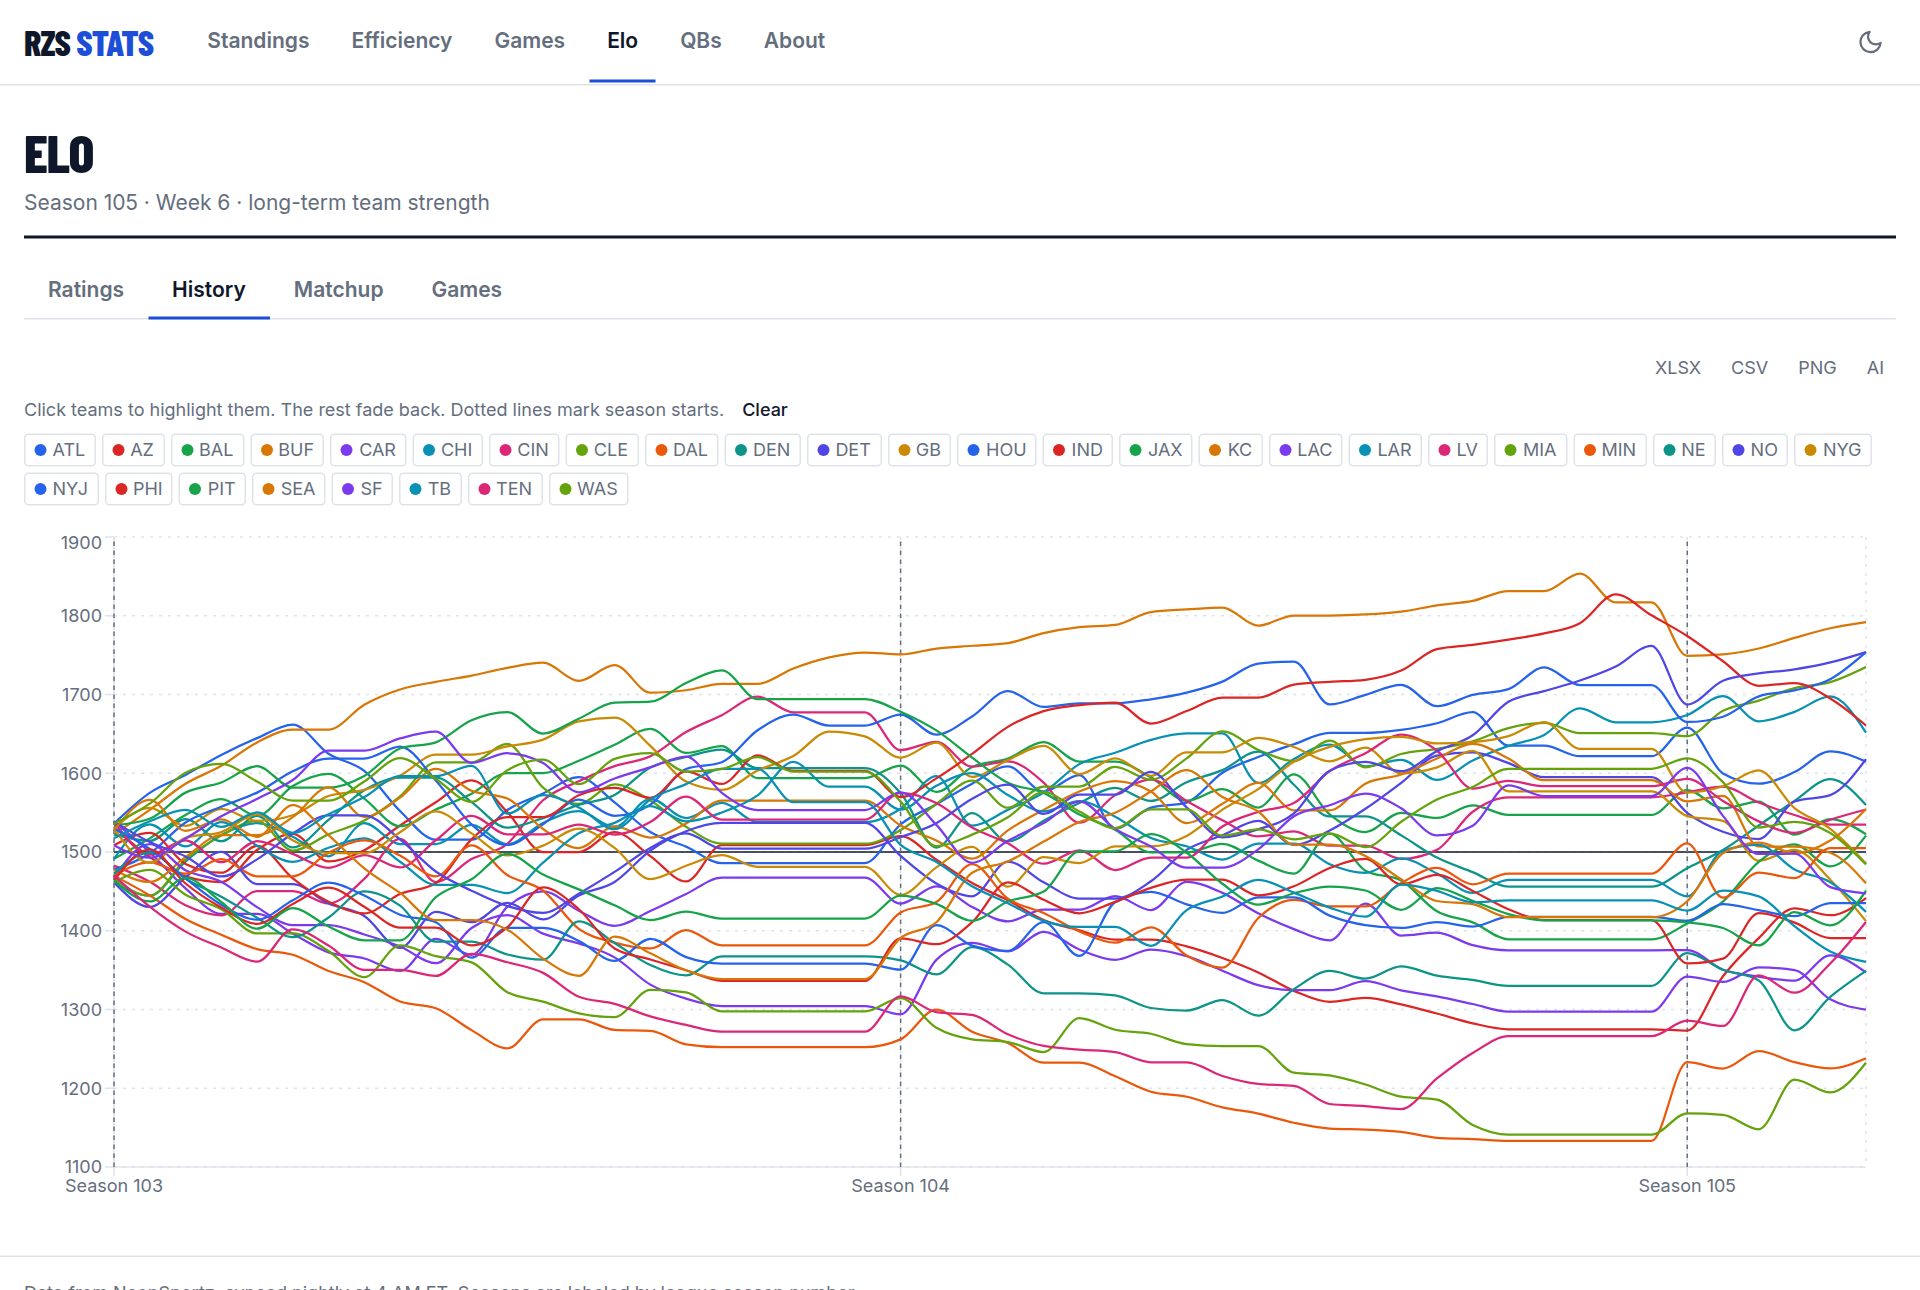 RZS STATS Standings Efficiency Games Elo QBs About
ELO
Season 105 · Week 6 · long-term team strength
Ratings History Matchup Games
XLSX CSV PNG AI
Click teams to highlight them. The rest fade back. Dotted lines mark season starts. Clear
ATL AZ BAL BUF CAR CHI CIN CLE DAL DEN DET GB HOU IND JAX KC LAC LAR LV MIA MIN NE NO NYG
NYJ PHI PIT SEA SF TB TEN WAS
1900
1800
1700
1600
1500
1400
1300
1200
1100
Season 103 Season 104 Season 105